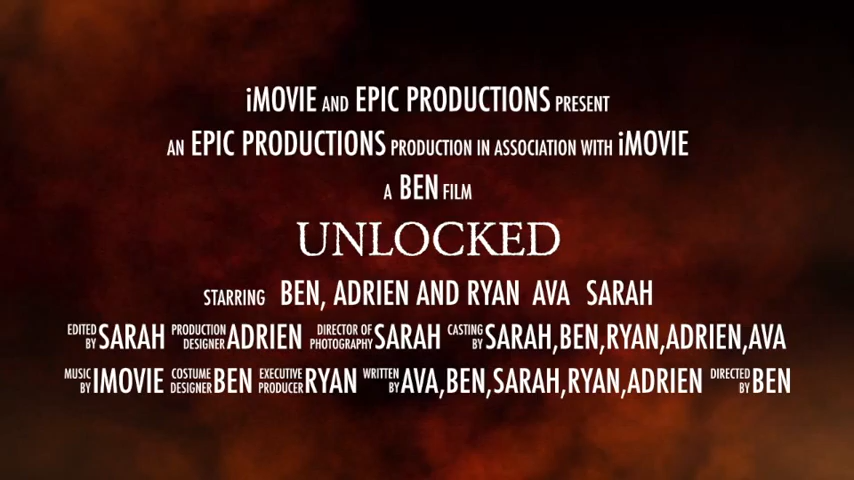 iMOVIE AND EPIC PRODUCTIONS PRESENT
AN EPIC PRODUCTIONS PRODUCTION IN ASSOCIATION WITH iMOVIE
A BEN FILM
UNLOCKED
STARRING BEN, ADRIEN AND RYAN AVA SARAH
EDITED BY SARAH PRODUCTION DESIGNER ADRIEN DIRECTOR OF PHOTOGRAPHY SARAH CASTING BY SARAH,BEN,RYAN,ADRIEN,AVA
MUSIC BY IMOVIE COSTUME DESIGNER BEN EXECUTIVE PRODUCER RYAN WRITTEN BY AVA,BEN,SARAH,RYAN,ADRIEN DIRECTED BY BEN